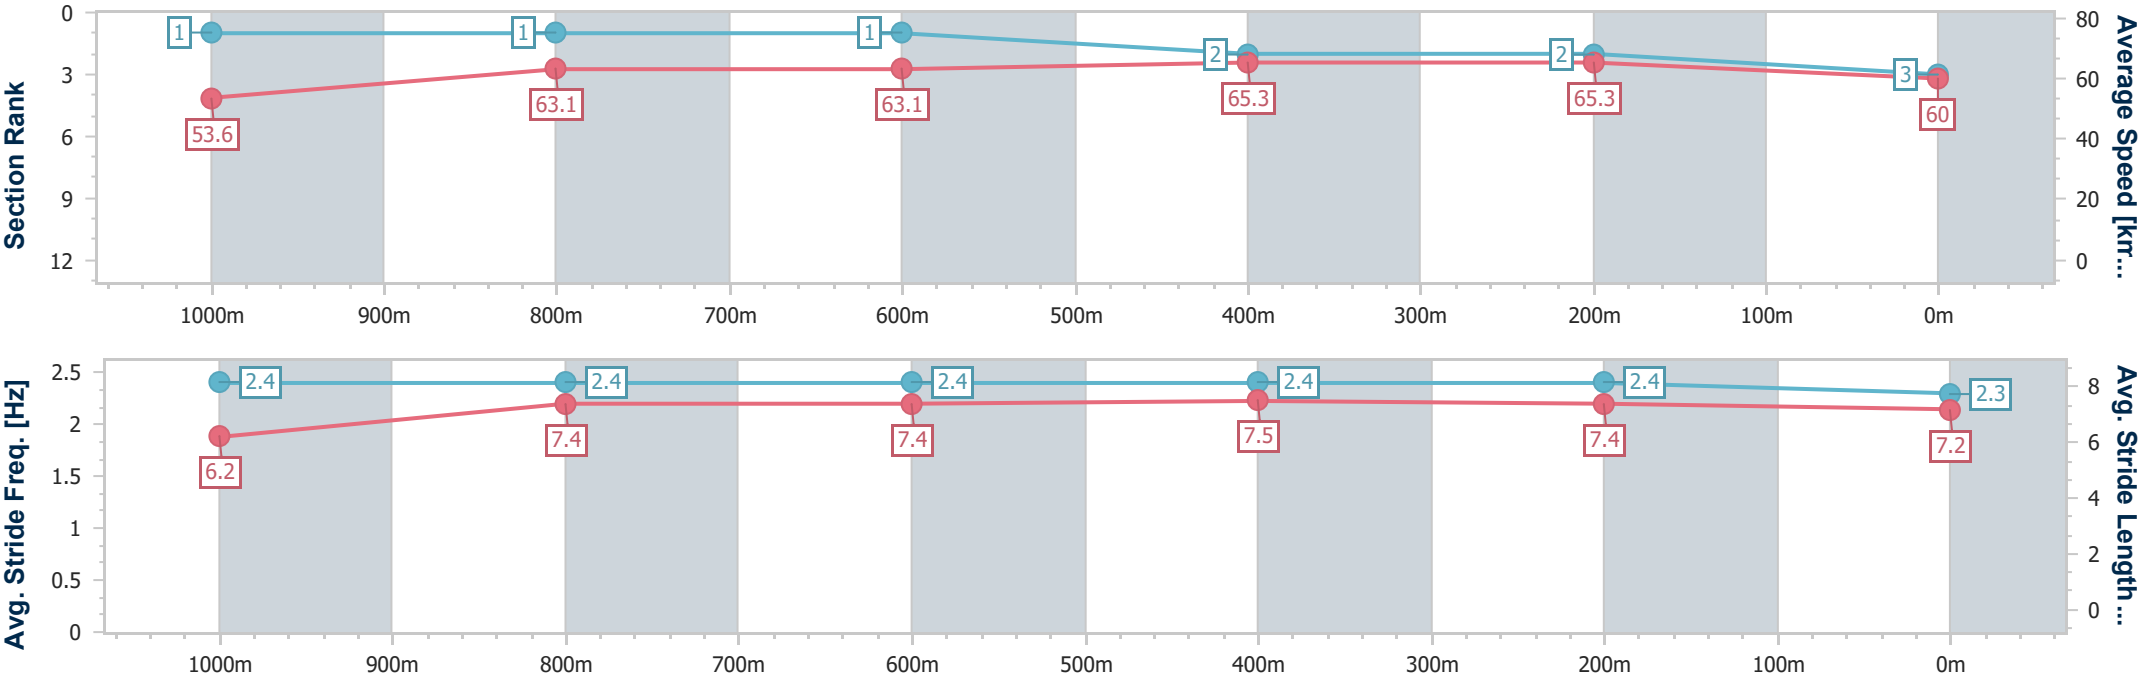 Section Rank
0
3
6
9
12
1
1
1
2
2
3
53.6
63.1
63.1
65.3
65.3
60
80
60
40
20
0
Average Speed [km...
1000m
900m
800m
700m
600m
500m
400m
300m
200m
100m
0m
Avg. Stride Freq. [Hz]
2.5
2
1.5
1
0.5
0
2.4
2.4
2.4
2.4
2.4
2.3
6.2
7.4
7.4
7.5
7.4
7.2
8
6
4
2
0
Avg. Stride Length...
1000m
900m
800m
700m
600m
500m
400m
300m
200m
100m
0m